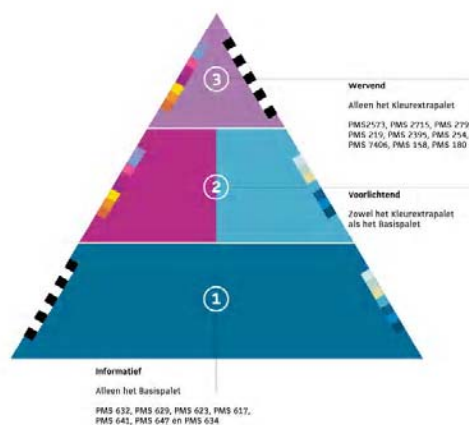 3
Wervend
Alleen het Kleurextrapalet
PMS2573, PMS 2715, PMS 279
PMS 219, PMS 2395, PMS 254,
PMS 7406, PMS 158, PMS 180
2
Voorlichtend
Zowel het Kleurextrapalet
als het Basispalet
1
Informatief
Alleen het Basispalet
PMS 632, PMS 629, PMS 623, PMS 617,
PMS 641, PMS 647 en PMS 634